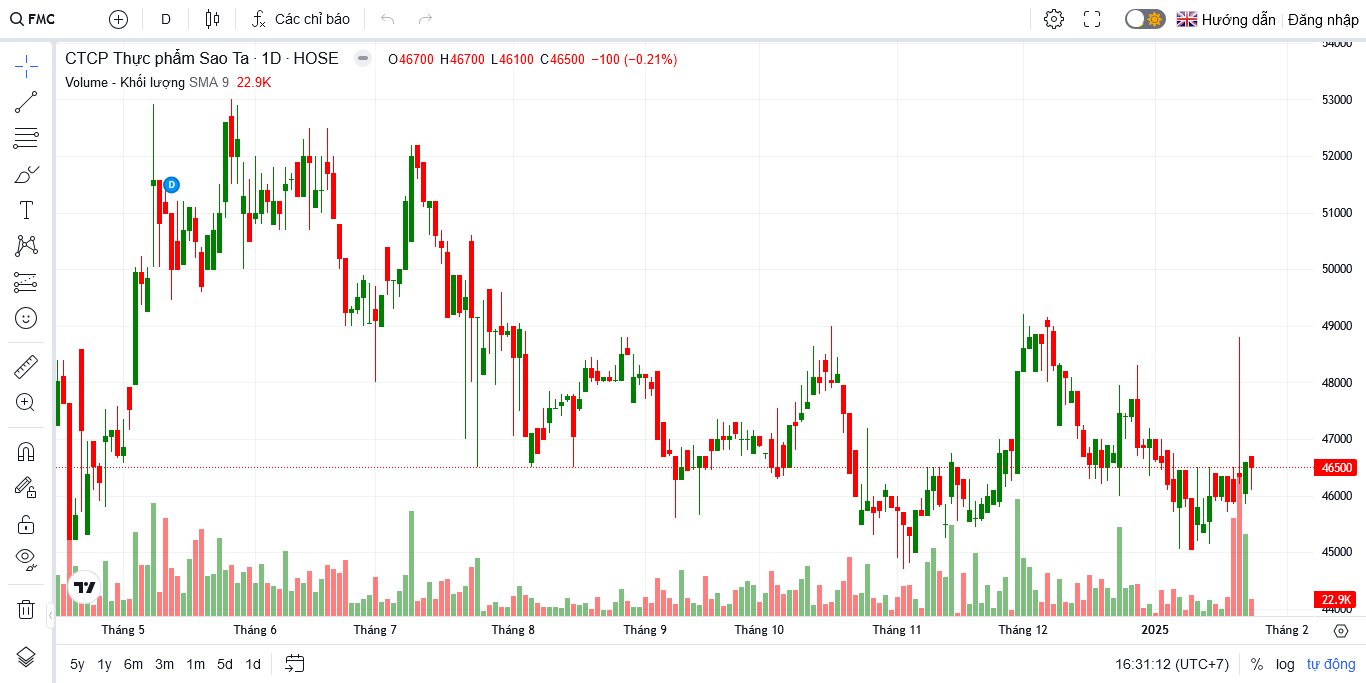 FMC D Các chỉ báo Hướng dẫn Đăng nhập
CTCP Thực phẩm Sao Ta · 1D · HOSE O46700 H46700 L46100 C46500 −100 (−0.21%)
Volume - Khối lượng SMA 9 22.9K
54000
53000
52000
D
51000
50000
49000
48000
47000
46500
46000
45000
22.9K
44000
Tháng 5 Tháng 6 Tháng 7 Tháng 8 Tháng 9 Tháng 10 Tháng 11 Tháng 12 2025 Tháng 2
5y 1y 6m 3m 1m 5d 1d 16:31:12 (UTC+7) % log tự động